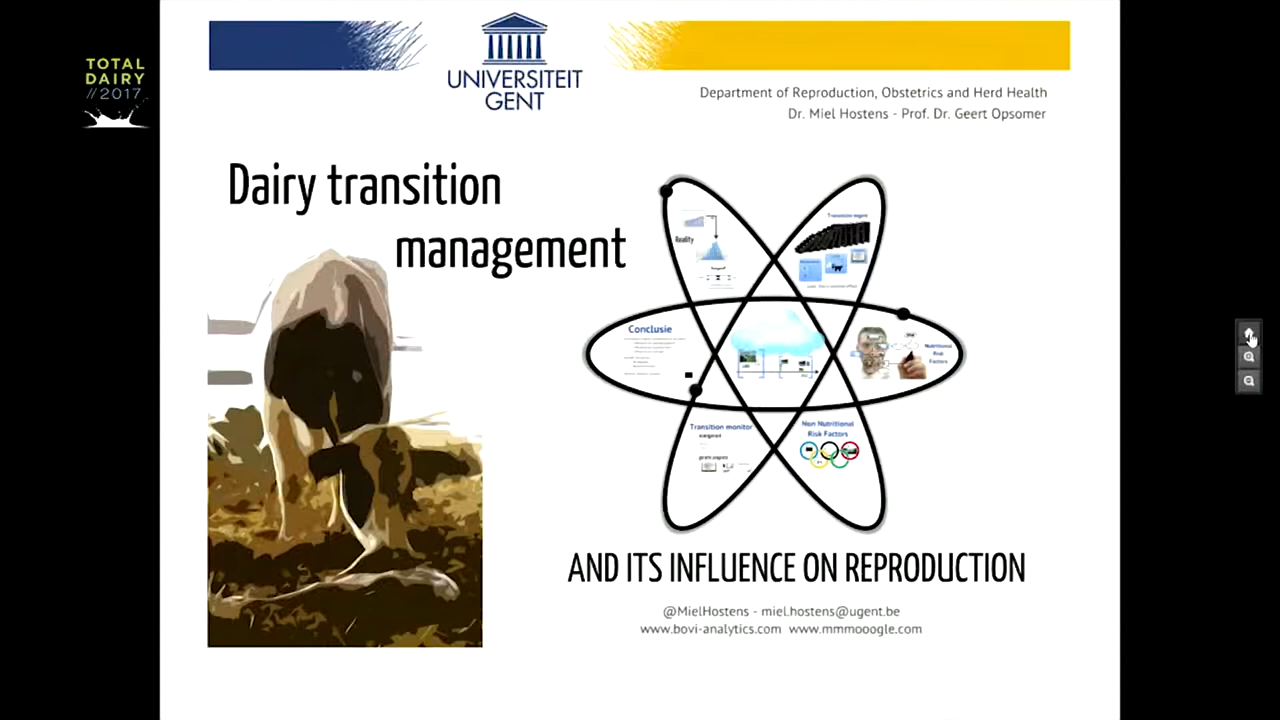 TOTAL
DAIRY
//2017
UNIVERSITEIT
GENT
Department of Reproduction, Obstetrics and Herd Health
Dr. Miel Hostens - Prof. Dr. Geert Opsomer
Dairy transition
management
Reality
Conclusie
Nutritional
Risk
Factors
Transition monitor
Non Nutritional
Risk Factors
AND ITS INFLUENCE ON REPRODUCTION
@MielHostens - miel.hostens@ugent.be
www.bovi-analytics.com www.mmmooogle.com